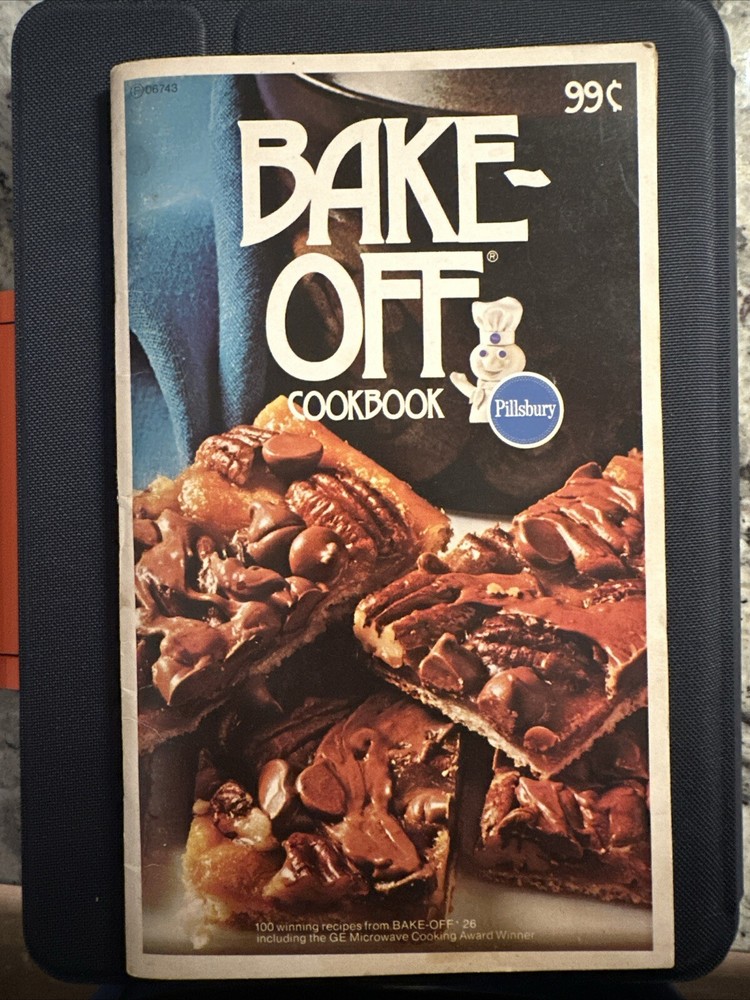 Ⓟ06743
99¢
BAKE-
OFF®
COOKBOOK
Pillsbury
100 winning recipes from BAKE-OFF® 26
including the GE Microwave Cooking Award Winner